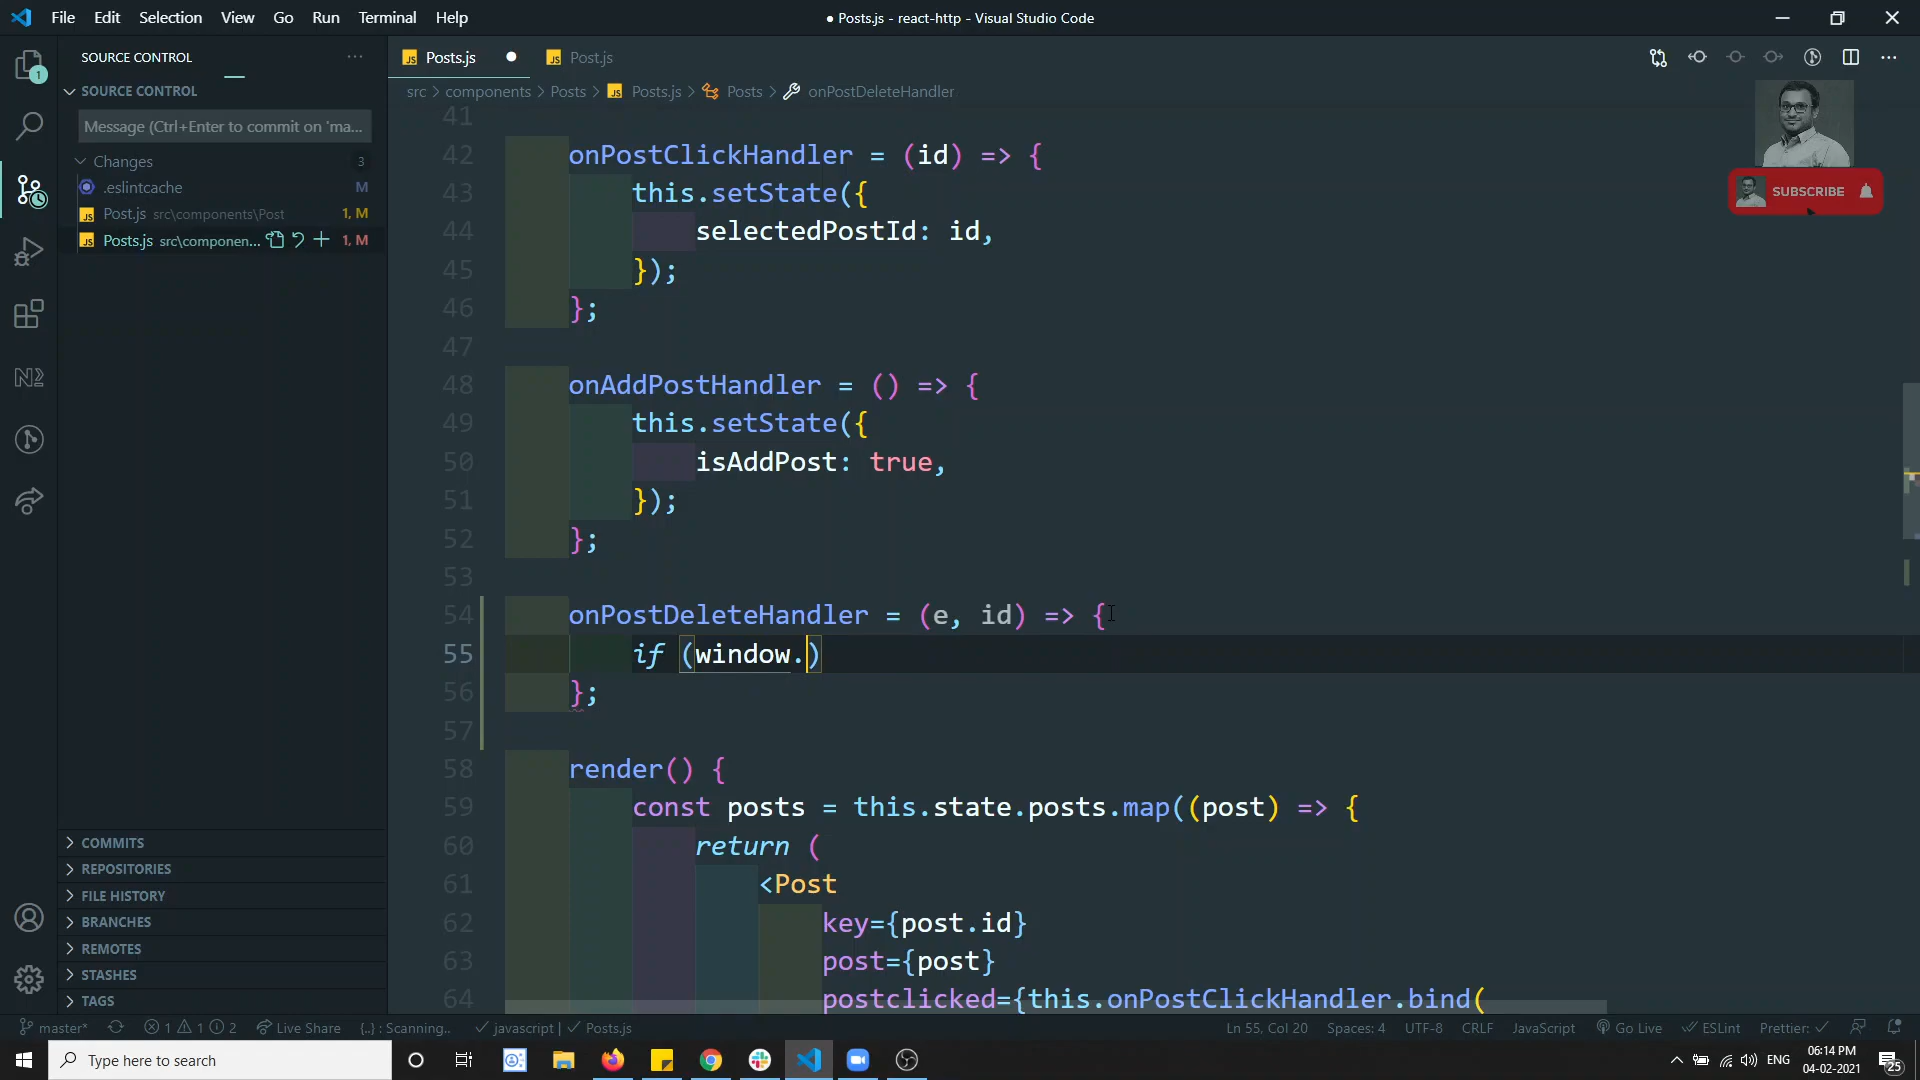 File Edit Selection View Go Run Terminal Help
● Posts.js - react-http - Visual Studio Code
SOURCE CONTROL
Posts.js
Post.js
src > components > Posts > Posts.js > Posts > onPostDeleteHandler
1
SOURCE CONTROL
Message (Ctrl+Enter to commit on 'ma...
Changes 3
.eslintcache M
Post.js src\components\Post 1, M
Posts.js src\componen... 1, M
SUBSCRIBE
41
42 onPostClickHandler = (id) => {
43 this.setState({
44 selectedPostId: id,
45 });
46 };
47
48 onAddPostHandler = () => {
49 this.setState({
50 isAddPost: true,
51 });
52 };
53
54 onPostDeleteHandler = (e, id) => {
55 if (window.)
56 };
57
58 render() {
59 const posts = this.state.posts.map((post) => {
60 return (
61 <Post
62 key={post.id}
63 post={post}
64 postclicked={this.onPostClickHandler.bind(
COMMITS
REPOSITORIES
FILE HISTORY
BRANCHES
REMOTES
STASHES
TAGS
master* 1 1 2 Live Share {..} : Scanning.. javascript | Posts.js
Ln 55, Col 20 Spaces: 4 UTF-8 CRLF JavaScript Go Live ESLint Prettier:
Type here to search
ENG
06:14 PM
04-02-2021
25